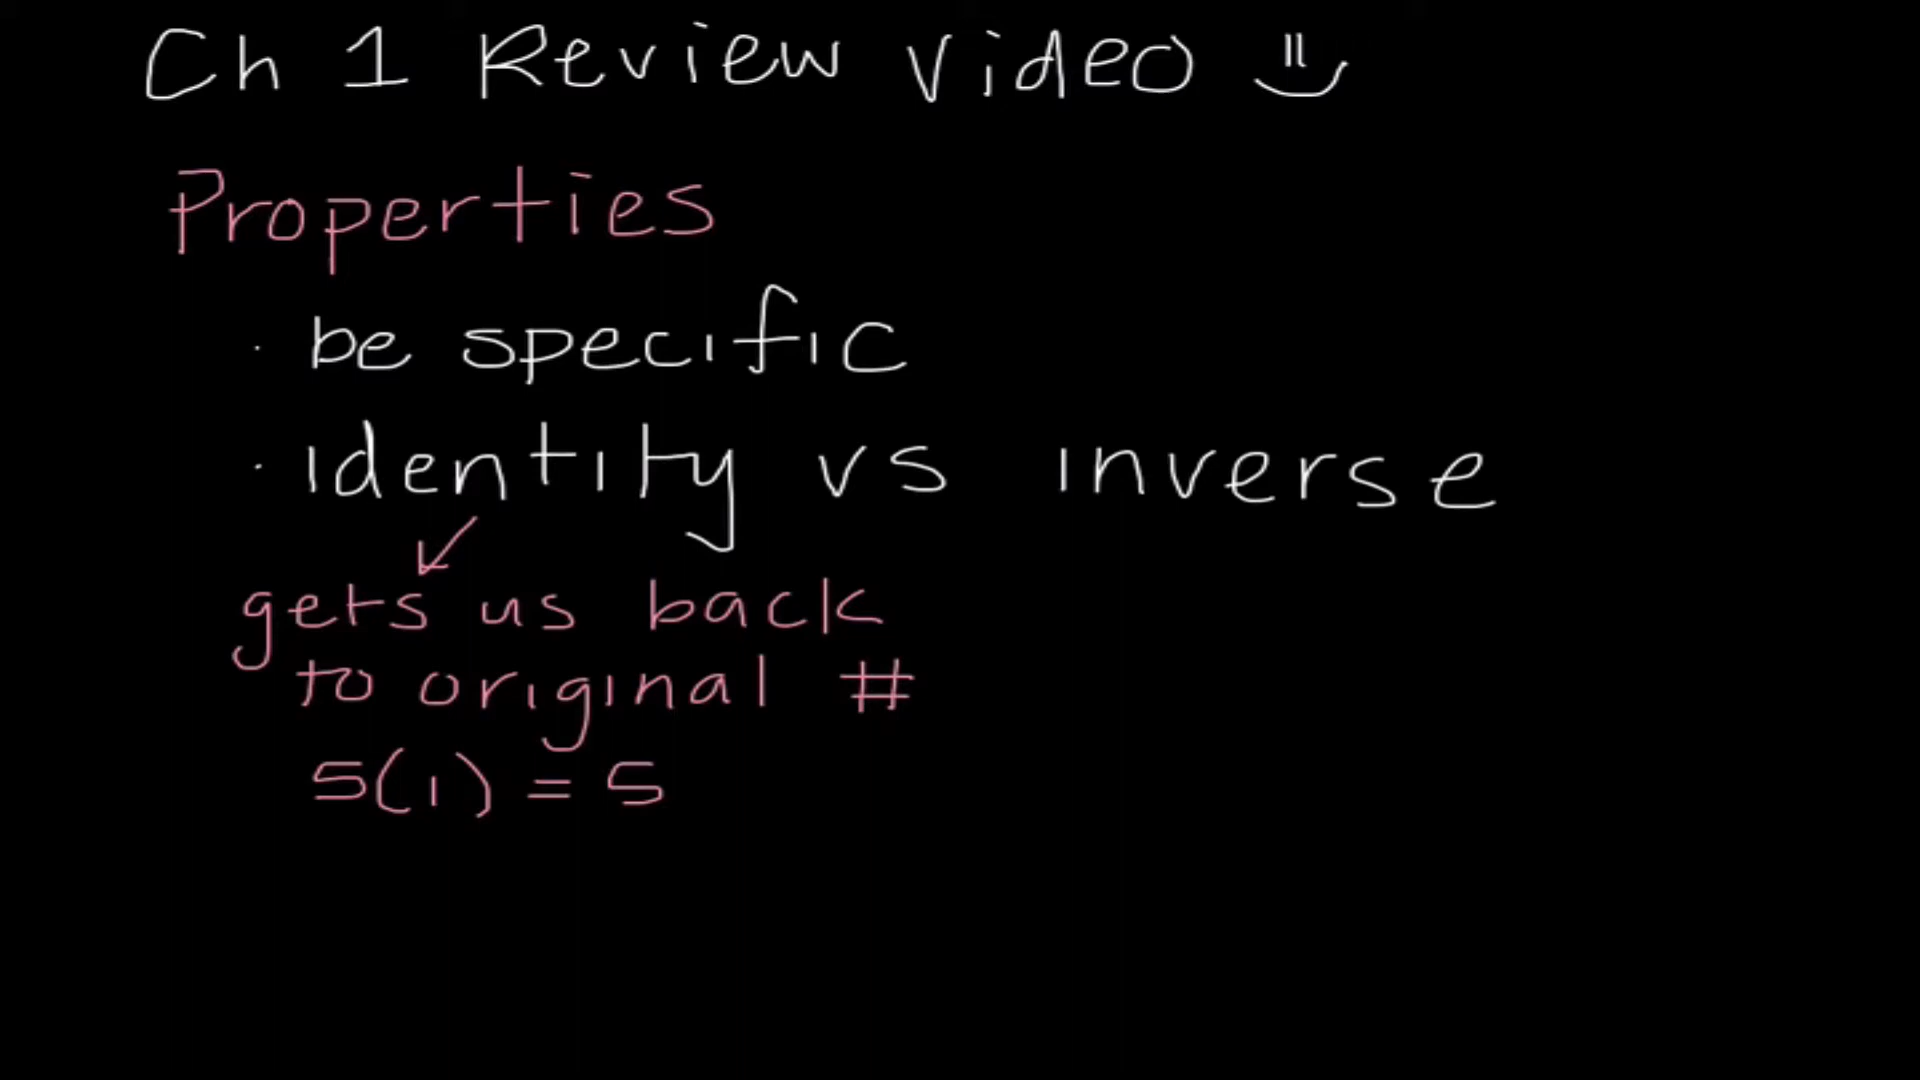 Ch 1 Review Video
Properties
· be specific
· identity vs inverse
gets us back
to original #
5(1) = 5